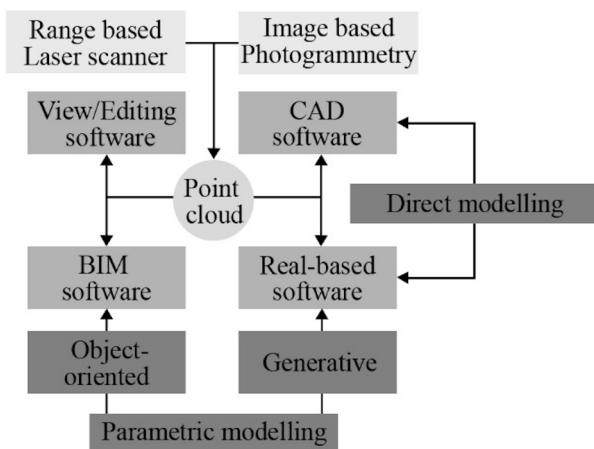 Range based
Laser scanner
Image based
Photogrammetry
View/Editing
software
CAD
software
Point
cloud
Direct modelling
BIM
software
Real-based
software
Object-
oriented
Generative
Parametric modelling